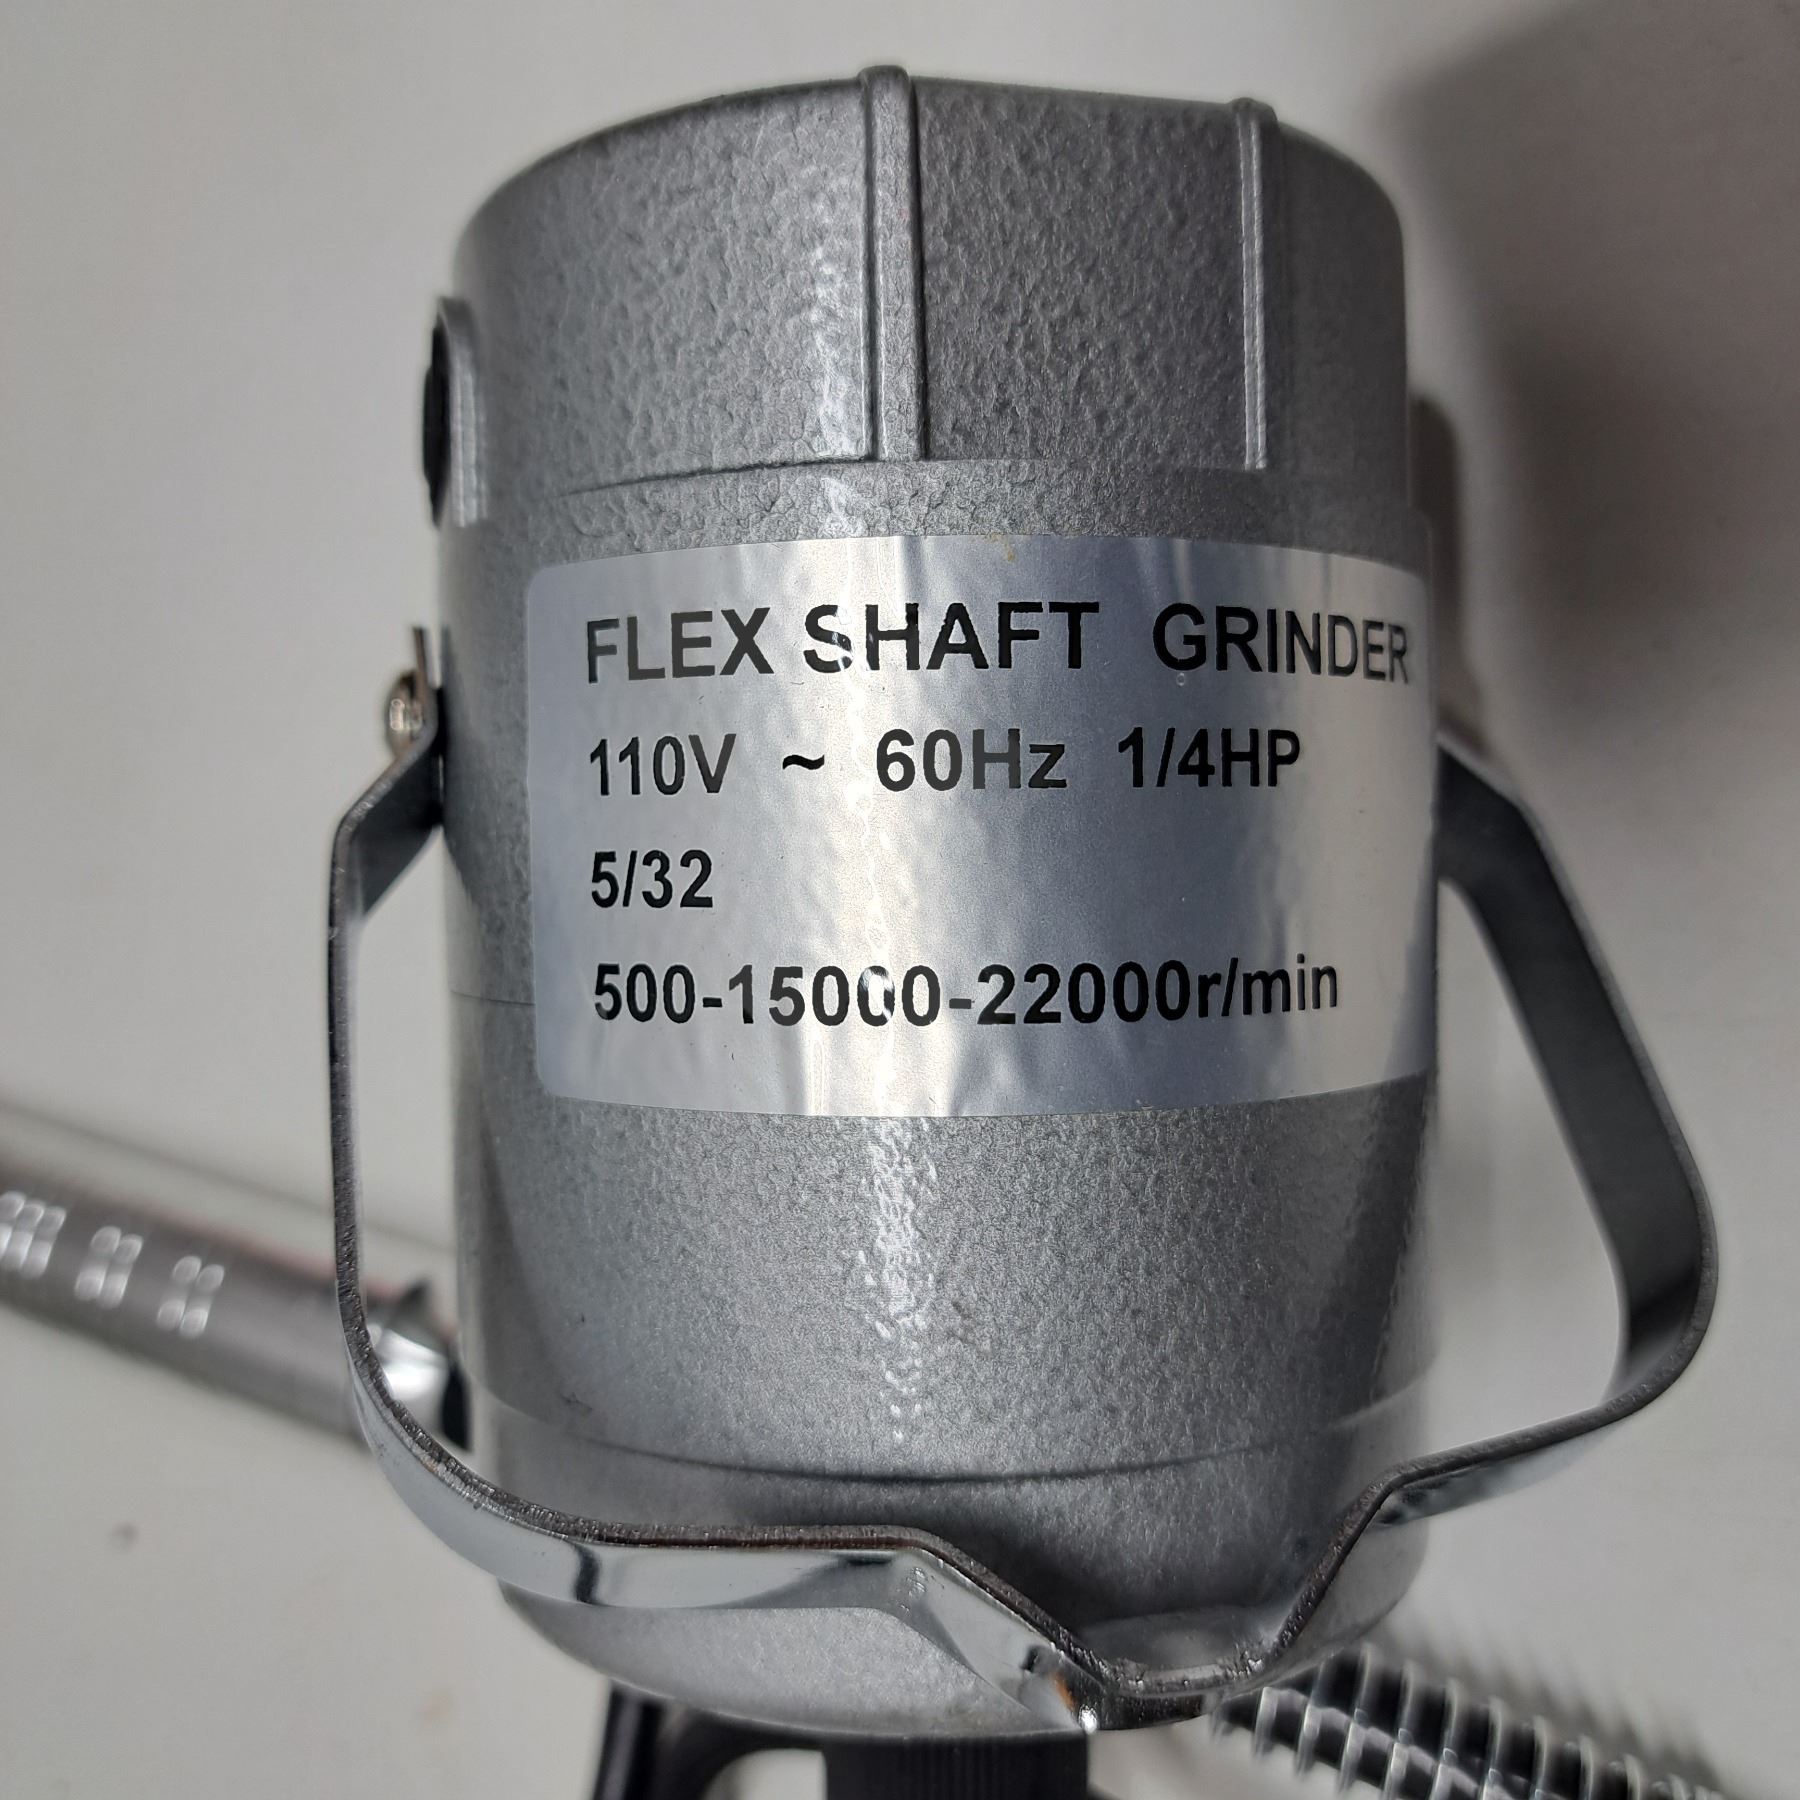 FLEX SHAFT GRINDER
110V ~ 60Hz 1/4HP
5/32
500-15000-22000r/min